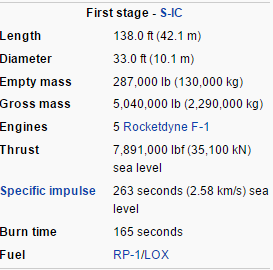 First stage - S-IC
Length 138.0 ft (42.1 m)
Diameter 33.0 ft (10.1 m)
Empty mass 287,000 lb (130,000 kg)
Gross mass 5,040,000 lb (2,290,000 kg)
Engines 5 Rocketdyne F-1
Thrust 7,891,000 lbf (35,100 kN)
sea level
Specific impulse 263 seconds (2.58 km/s) sea
level
Burn time 165 seconds
Fuel RP-1/LOX